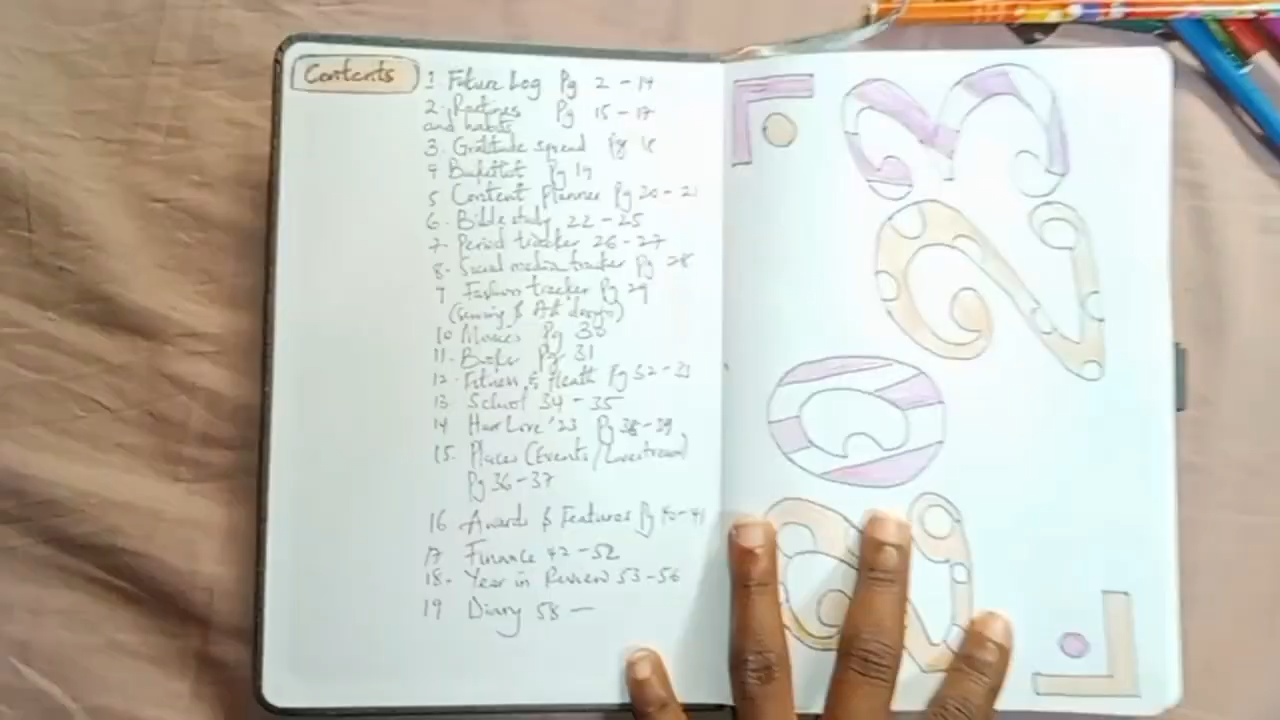 Contents
1 Future Log Pg 2 - 14
2. Routines Pg 15 - 17
and habits
3. Gratitude spread Pg 18
4 Bucketlist Pg 19
5 Content planner Pg 20 - 21
6. Bible study 22 - 25
7. Period tracker 26 - 27
8. Social media tracker Pg 28
9 Fashion tracker Pg 29
(Sewing & Ank design)
10 Movies Pg 30
11. Books Pg 31
12. Fitness & Heath Pg 32 - 33
13. School 34 - 35
14 Hair Love '23 Pg 38 - 39
15. Places (Events / Livestream)
Pg 36 - 37
16 Awards & Features Pg 40 - 41
17 Finance 42 - 52
18. Year in Review 53 - 56
19 Diary 58 —
2023